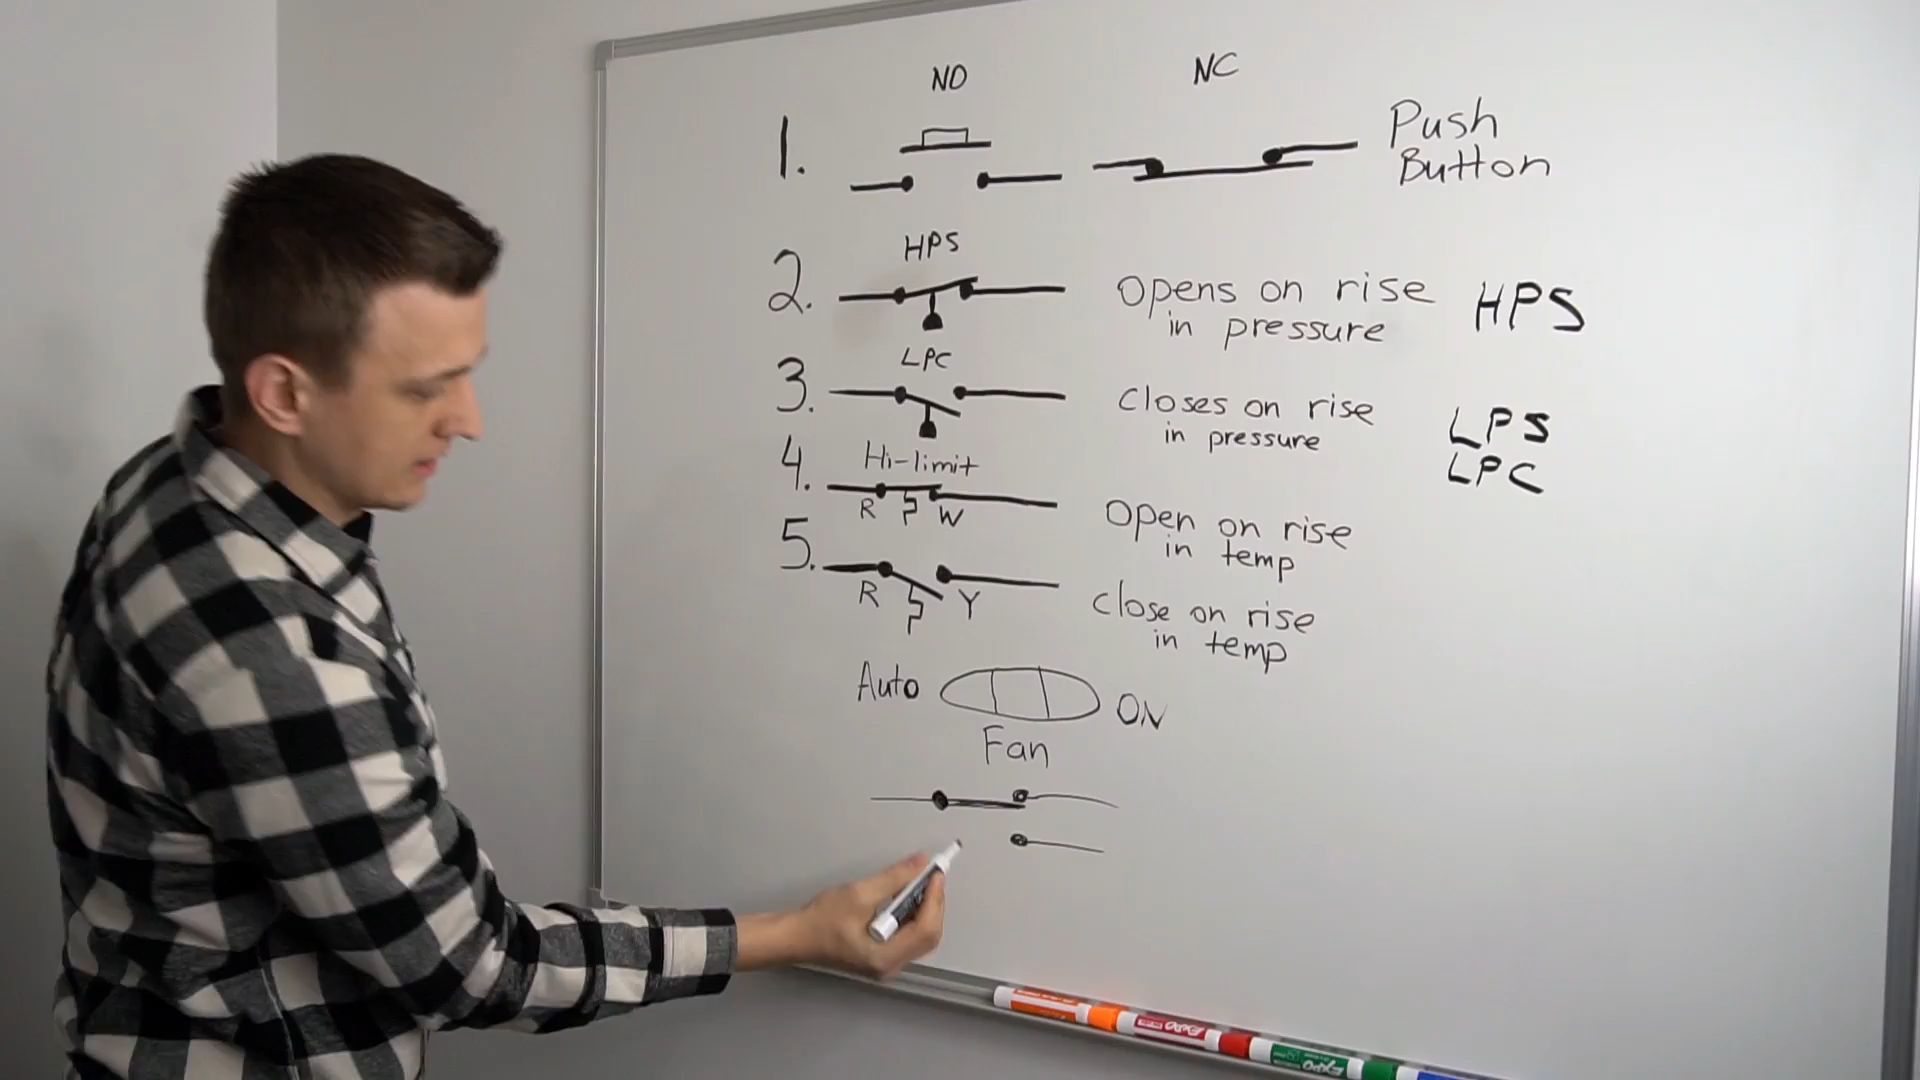 NO
NC
1.
Push
Button
2.
HPS
Opens on rise
in pressure
HPS
3.
LPC
Closes on rise
in pressure
LPS
LPC
4.
Hi-limit
R
W
Open on rise
in temp
5.
R
Y
Close on rise
in temp
Auto
ON
Fan
EXPO